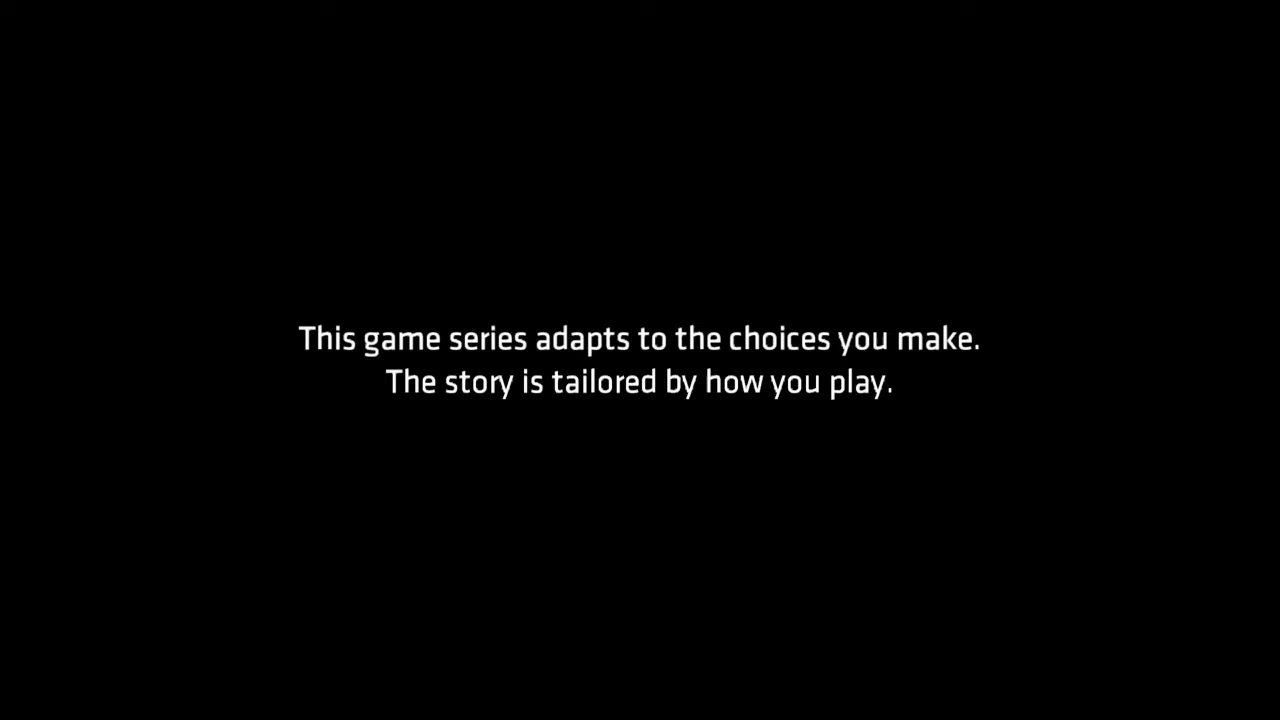 This game series adapts to the choices you make.
The story is tailored by how you play.